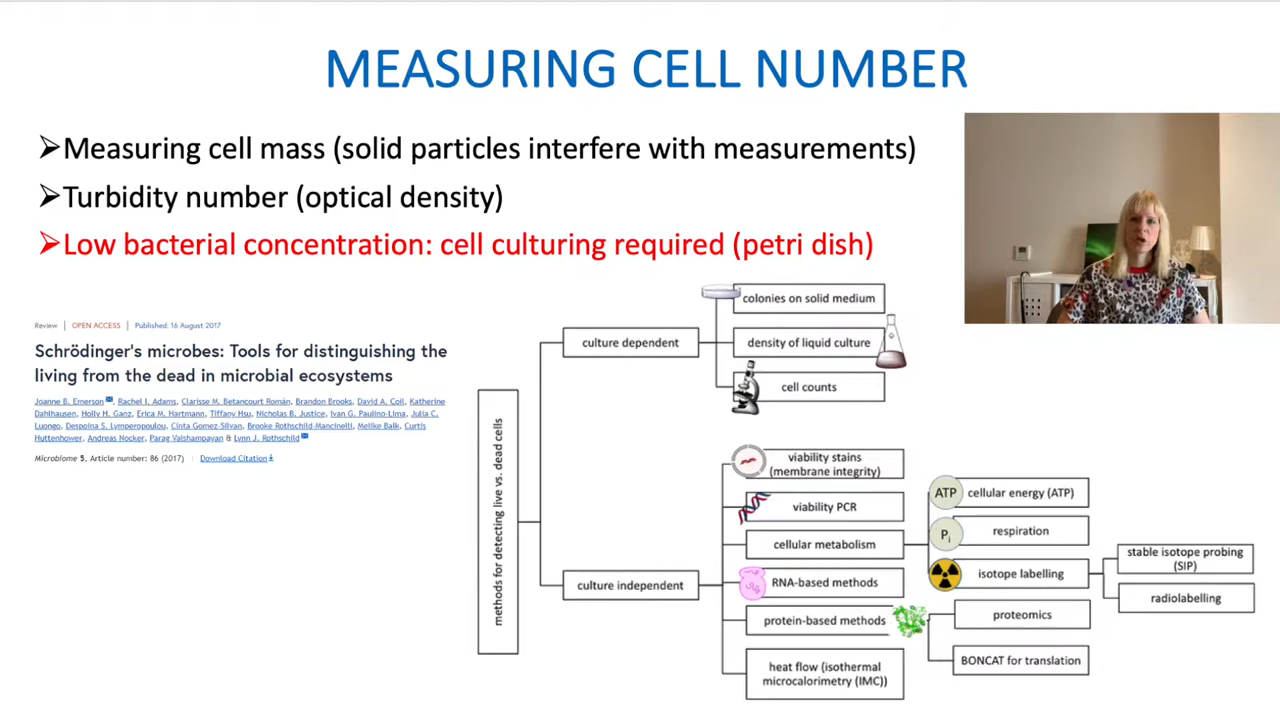 MEASURING CELL NUMBER
➢Measuring cell mass (solid particles interfere with measurements)
➢Turbidity number (optical density)
➢Low bacterial concentration: cell culturing required (petri dish)
Review | OPEN ACCESS | Published: 16 August 2017
Schrödinger's microbes: Tools for distinguishing the
living from the dead in microbial ecosystems
Joanne B. Emerson, Rachel I. Adams, Clarisse M. Betancourt Román, Brandon Brooks, David A. Coil, Katherine
Dahlhausen, Holly H. Ganz, Erica M. Hartmann, Tiffany Hsu, Nicholas B. Justice, Ivan G. Paulino-Lima, Julia C.
Luongo, Despoina S. Lymperopoulou, Cinta Gomez-Silvan, Brooke Rothschild-Mancinelli, Melike Balk, Curtis
Huttenhower, Andreas Nocker, Parag Vaishampayan & Lynn J. Rothschild
Microbiome 5, Article number: 86 (2017) | Download Citation
methods for detecting live vs. dead cells
culture dependent
colonies on solid medium
density of liquid culture
cell counts
culture independent
viability stains
(membrane integrity)
viability PCR
cellular metabolism
ATP
cellular energy (ATP)
Pi
respiration
isotope labelling
stable isotope probing
(SIP)
radiolabelling
RNA-based methods
protein-based methods
proteomics
BONCAT for translation
heat flow (isothermal
microcalorimetry (IMC))